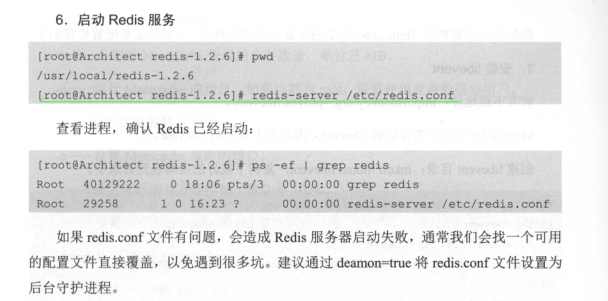 6．启动 Redis 服务
[root@Architect redis-1.2.6]# pwd
/usr/local/redis-1.2.6
[root@Architect redis-1.2.6]# redis-server /etc/redis.conf
查看进程，确认 Redis 已经启动：
[root@Architect redis-1.2.6]# ps -ef | grep redis
Root 40129222 0 18:06 pts/3 00:00:00 grep redis
Root 29258 1 0 16:23 ? 00:00:00 redis-server /etc/redis.conf
如果 redis.conf 文件有问题，会造成 Redis 服务器启动失败，通常我们会找一个可用
的配置文件直接覆盖，以免遇到很多坑。建议通过 deamon=true 将 redis.conf 文件设置为
后台守护进程。